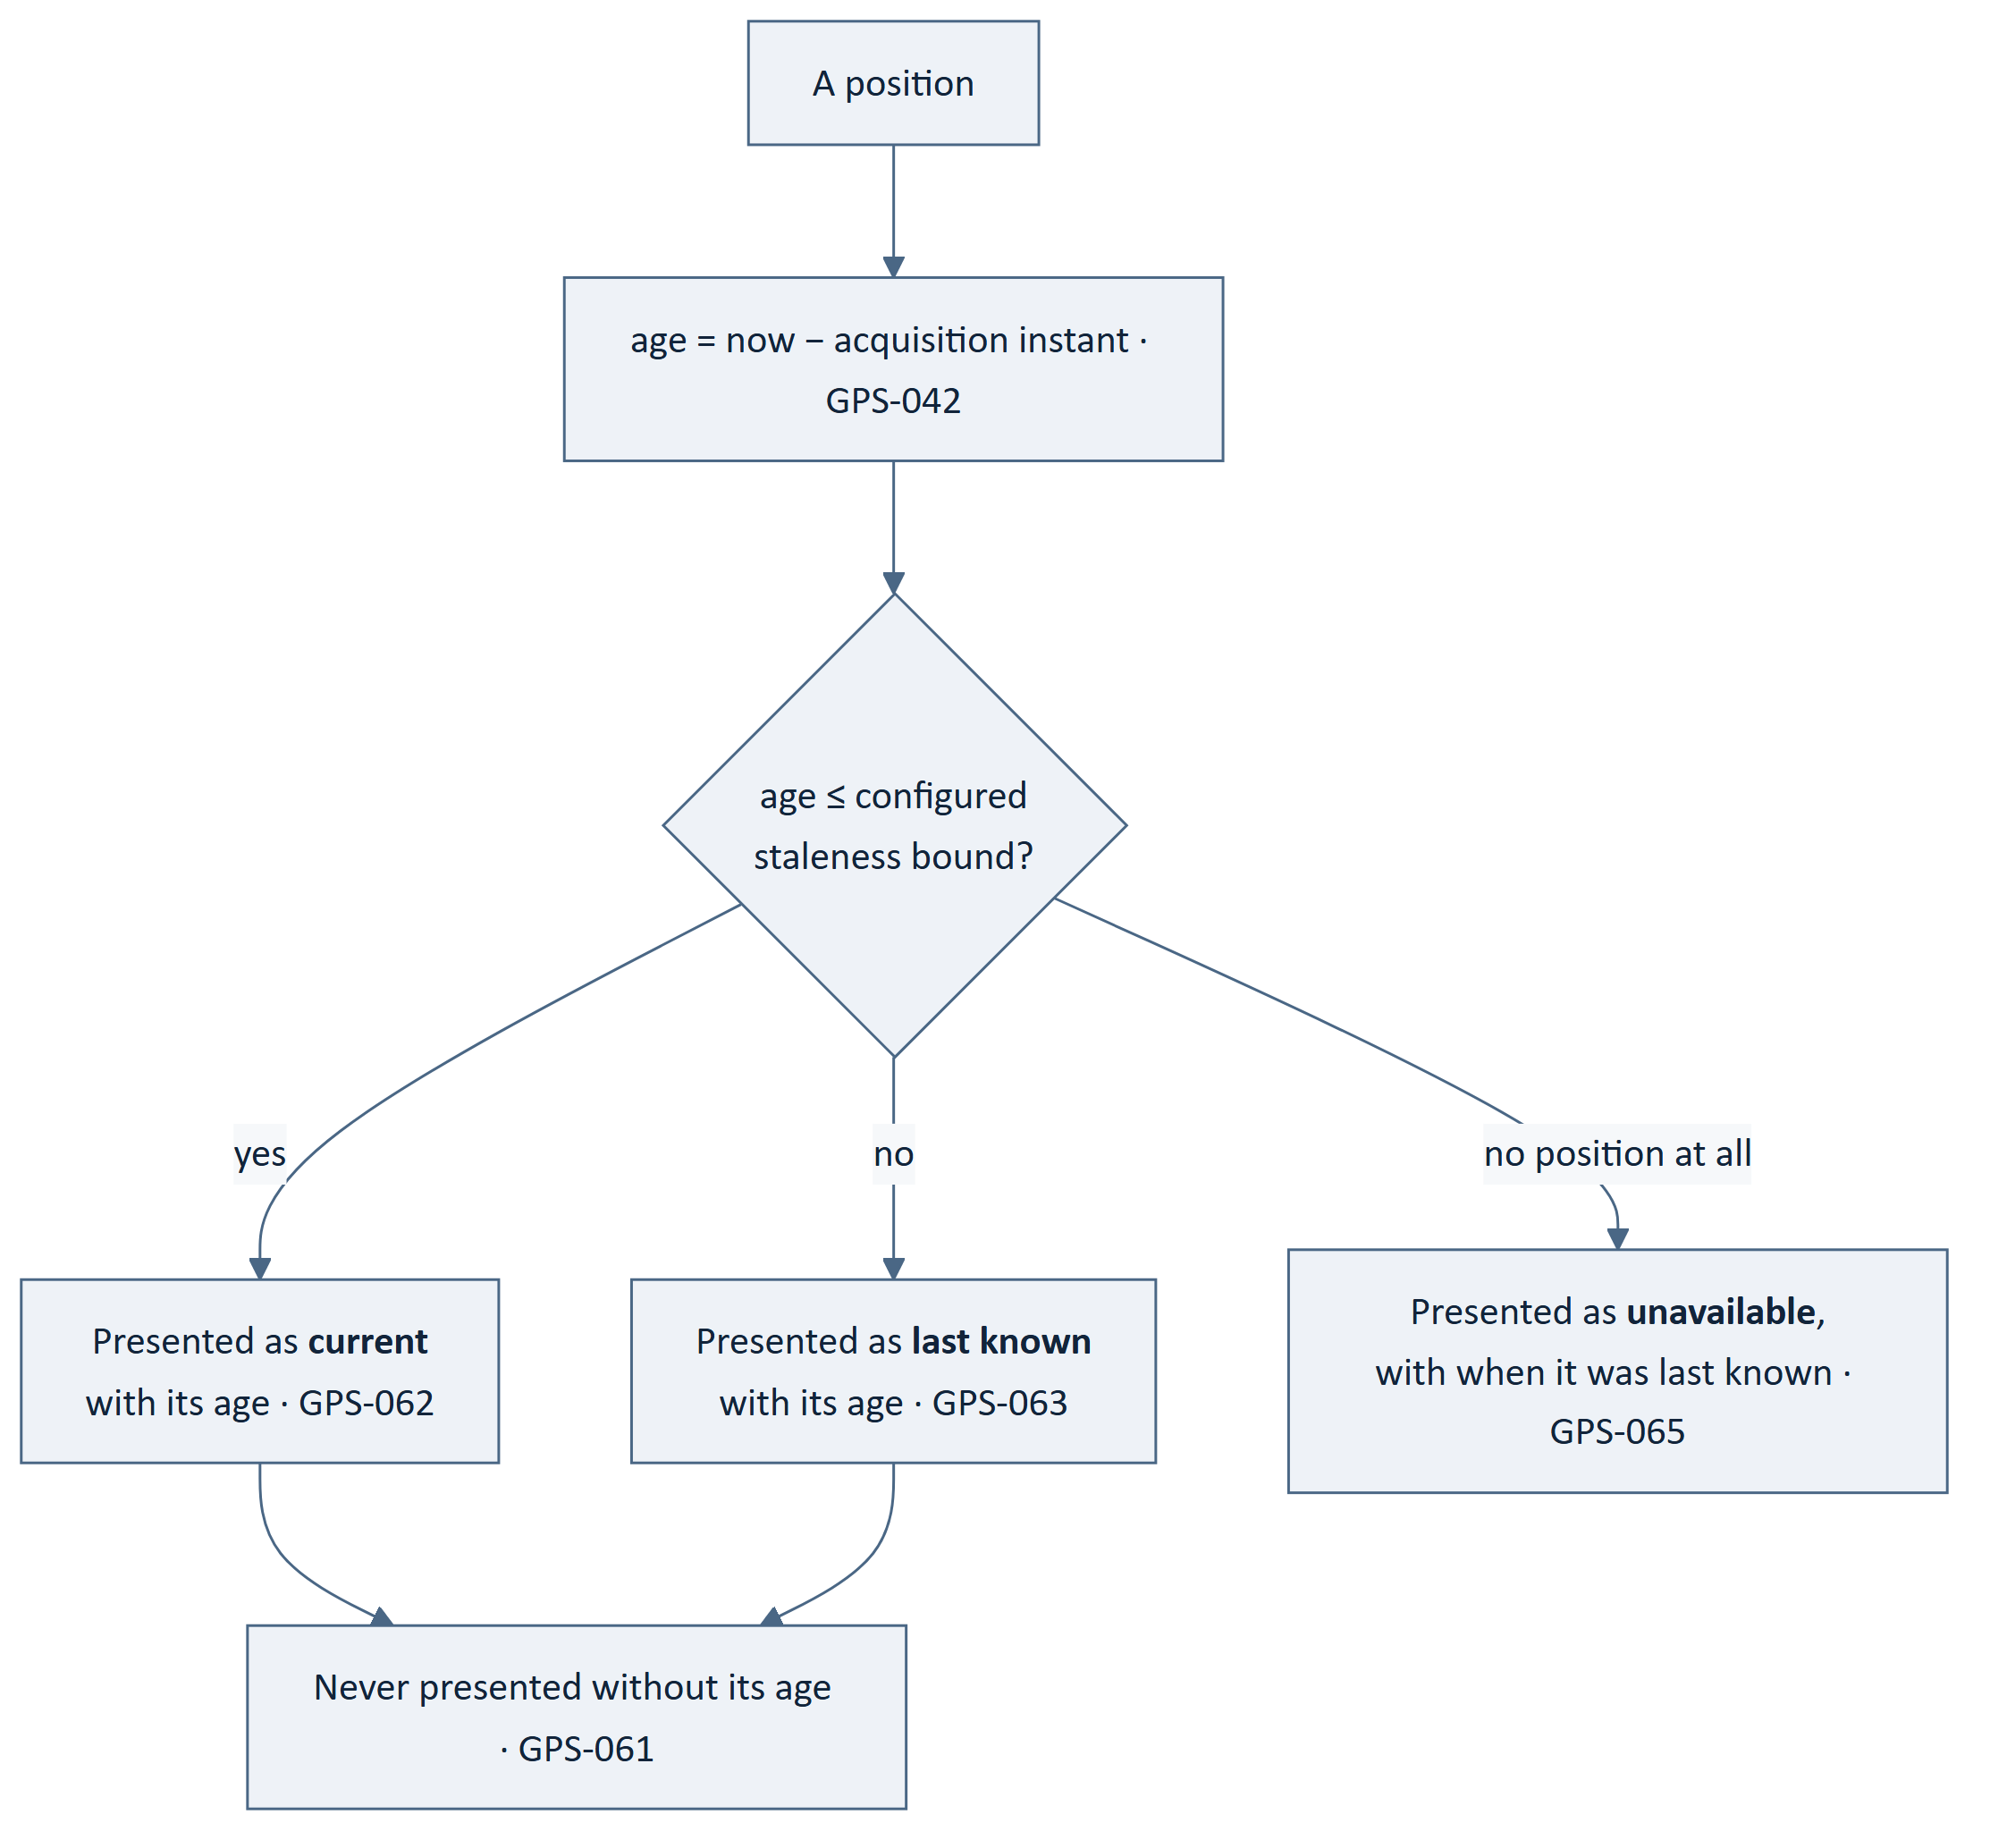 A position
age = now − acquisition instant ·
GPS-042
age ≤ configured
staleness bound?
yes
no
no position at all
Presented as current
with its age · GPS-062
Presented as last known
with its age · GPS-063
Presented as unavailable,
with when it was last known ·
GPS-065
Never presented without its age
· GPS-061